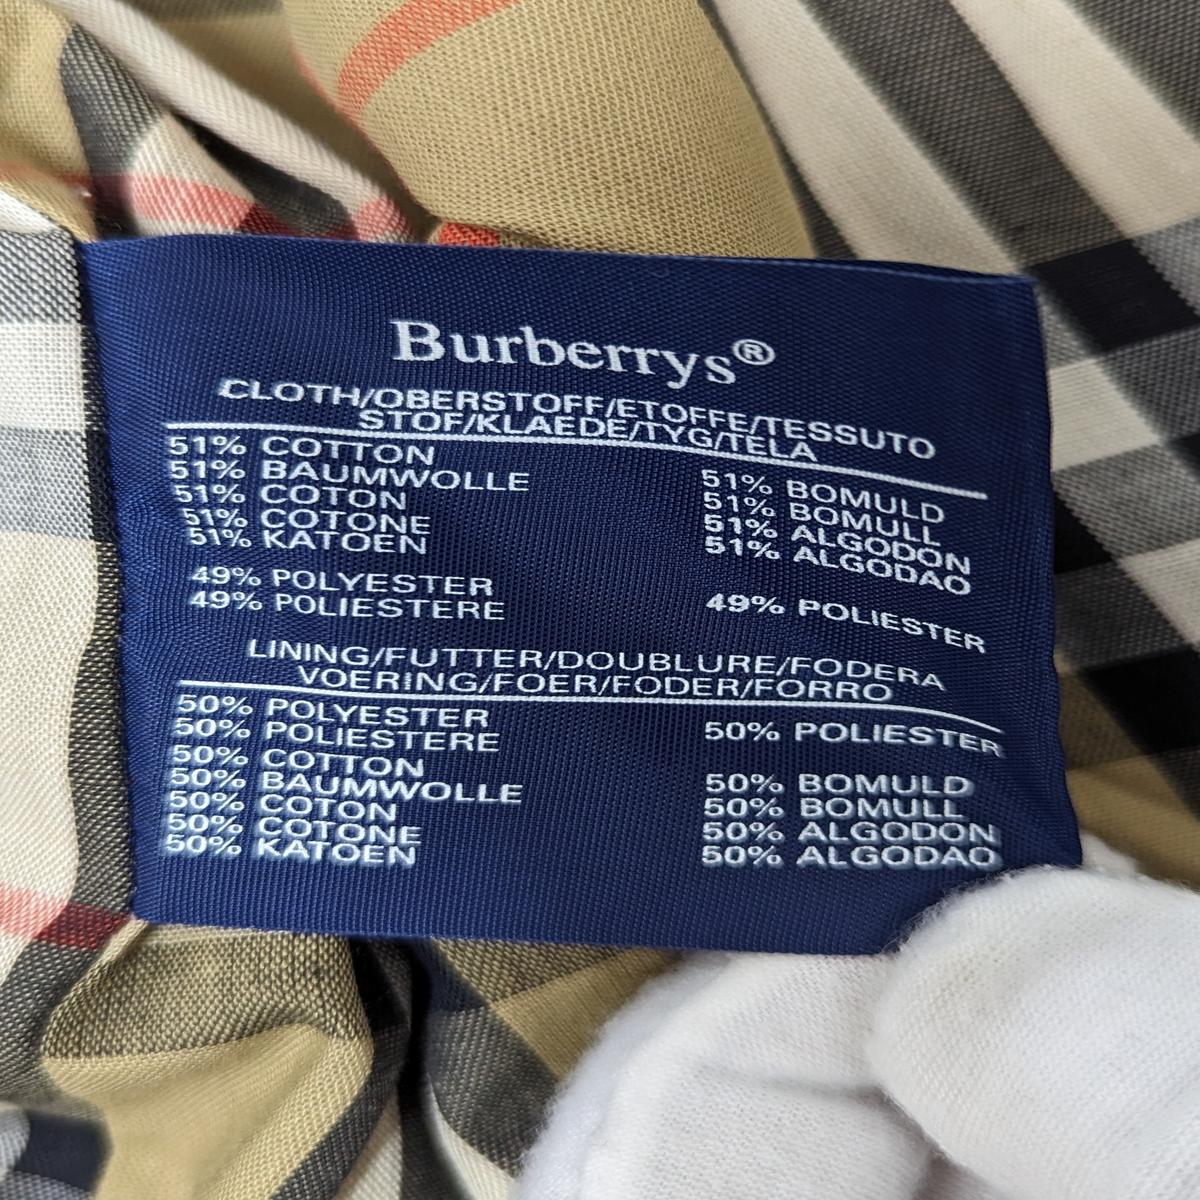 Burberrys®
CLOTH/OBERSTOFF/ETOFFE/TESSUTO
STOF/KLAEDE/TYG/TELA
51% COTTON
51% BAUMWOLLE
51% COTON
51% COTONE
51% KATOEN
51% BOMULD
51% BOMULL
51% ALGODON
51% ALGODAO
49% POLYESTER
49% POLIESTERE
49% POLIESTER
LINING/FUTTER/DOUBLURE/FODERA
VOERING/FOER/FODER/FORRO
50% POLYESTER
50% POLIESTERE
50% POLIESTER
50% COTTON
50% BAUMWOLLE
50% COTON
50% COTONE
50% KATOEN
50% BOMULD
50% BOMULL
50% ALGODON
50% ALGODAO